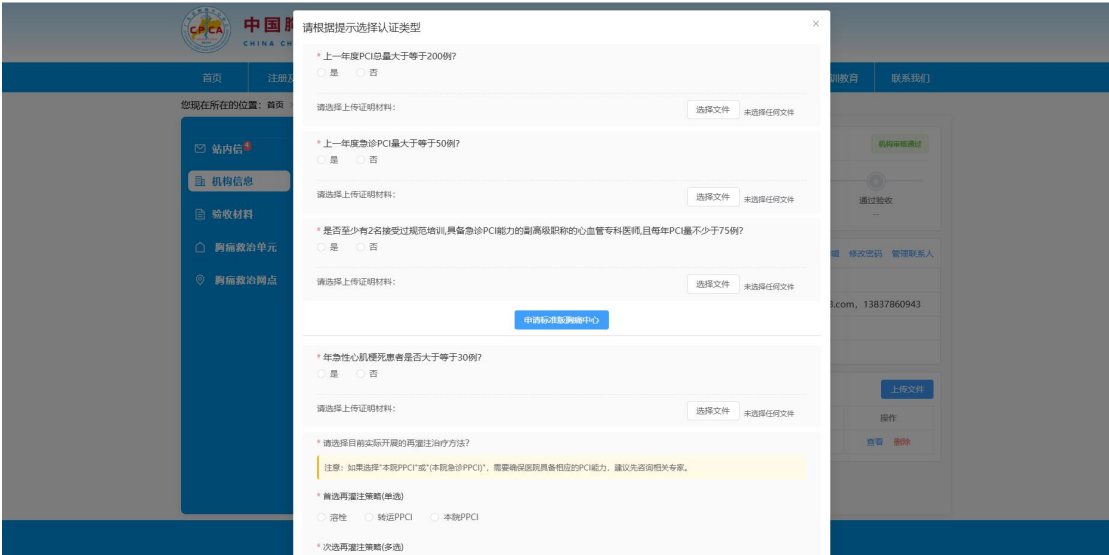 CPCA
中国胸
CHINA CH
首页
注册及
训教育
联系我们
您现在所在的位置：首页
站内信
4
机构信息
验收材料
胸痛救治单元
胸痛救治网点
请根据提示选择认证类型
×
* 上一年度PCI总量大于等于200例?
是 否
请选择上传证明材料：
选择文件 未选择任何文件
* 上一年度急诊PCI量大于等于50例?
是 否
请选择上传证明材料：
选择文件 未选择任何文件
* 是否至少有2名接受过规范培训,具备急诊PCI能力的副高级职称的心血管专科医师,且每年PCI量不少于75例?
是 否
请选择上传证明材料：
选择文件 未选择任何文件
申请标准版胸痛中心
* 年急性心肌梗死患者是否大于等于30例?
是 否
请选择上传证明材料：
选择文件 未选择任何文件
* 请选择目前实际开展的再灌注治疗方法?
注意：如果选择"本院PPCI"或"(本院急诊PPCI)"，需要确保医院具备相应的PCI能力，建议先咨询相关专家。
* 首选再灌注策略(单选)
溶栓 转运PPCI 本院PPCI
* 次选再灌注策略(多选)
机构审核通过
通过验收
--
修改密码 管理联系人
.com，13837860943
上传文件
操作
查看 删除